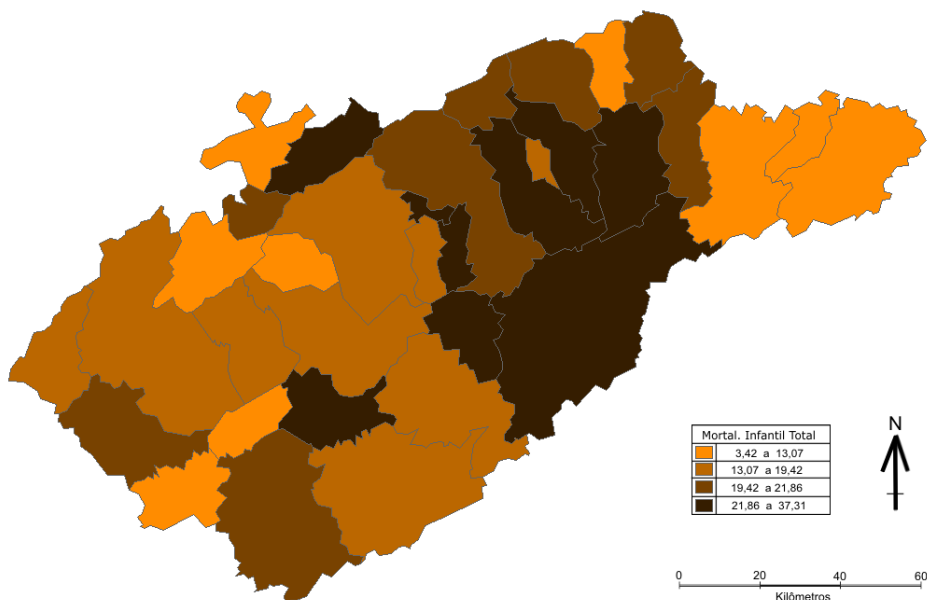 N
Mortal. Infantil Total
3,42 a 13,07
13,07 a 19,42
19,42 a 21,86
21,86 a 37,31
0 20 40 60
Kilômetros